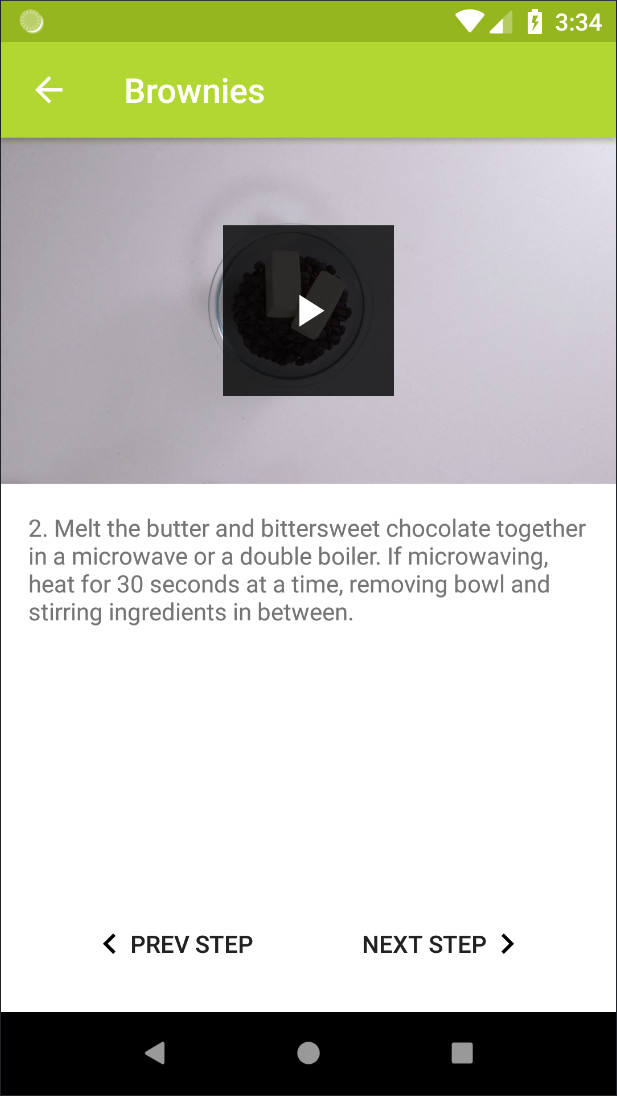 3:34
Brownies
2. Melt the butter and bittersweet chocolate together
in a microwave or a double boiler. If microwaving,
heat for 30 seconds at a time, removing bowl and
stirring ingredients in between.
PREV STEP
NEXT STEP